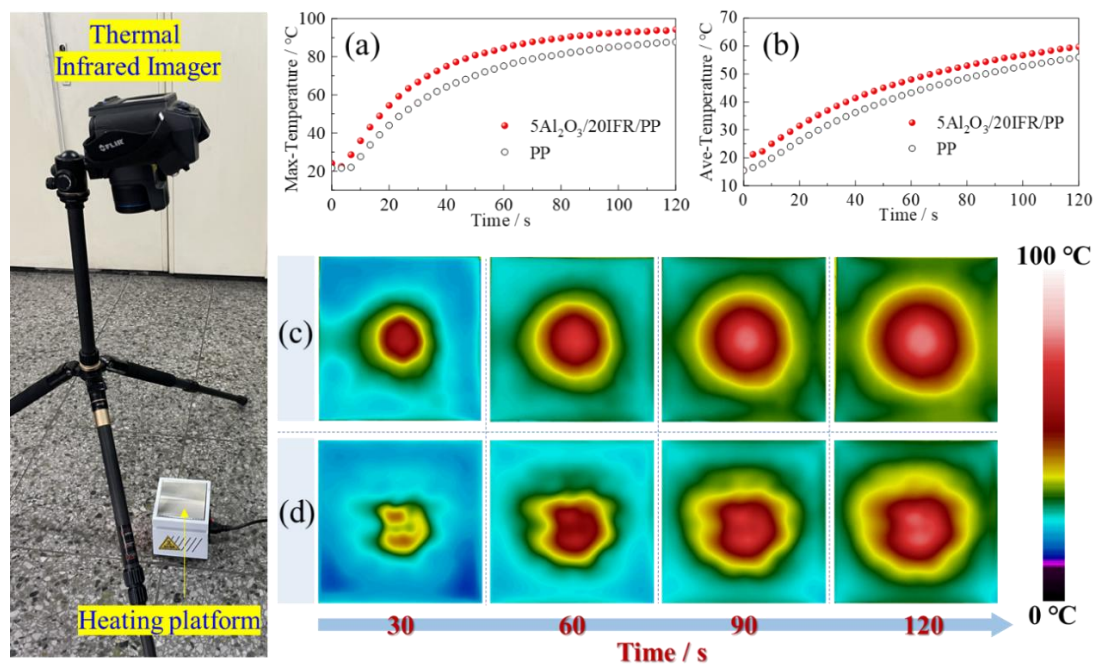 Thermal
Infrared Imager
FLIR
Heating platform
(a)
Max-Temperature / °C
100
80
60
40
20
5Al₂O₃/20IFR/PP
PP
0 20 40 60 80 100 120
Time / s
(b)
Ave-Temperature / °C
70
60
50
40
30
20
10
5Al₂O₃/20IFR/PP
PP
0 20 40 60 80 100 120
Time / s
(c)
(d)
100 °C
0 °C
30 60 90 120
Time / s